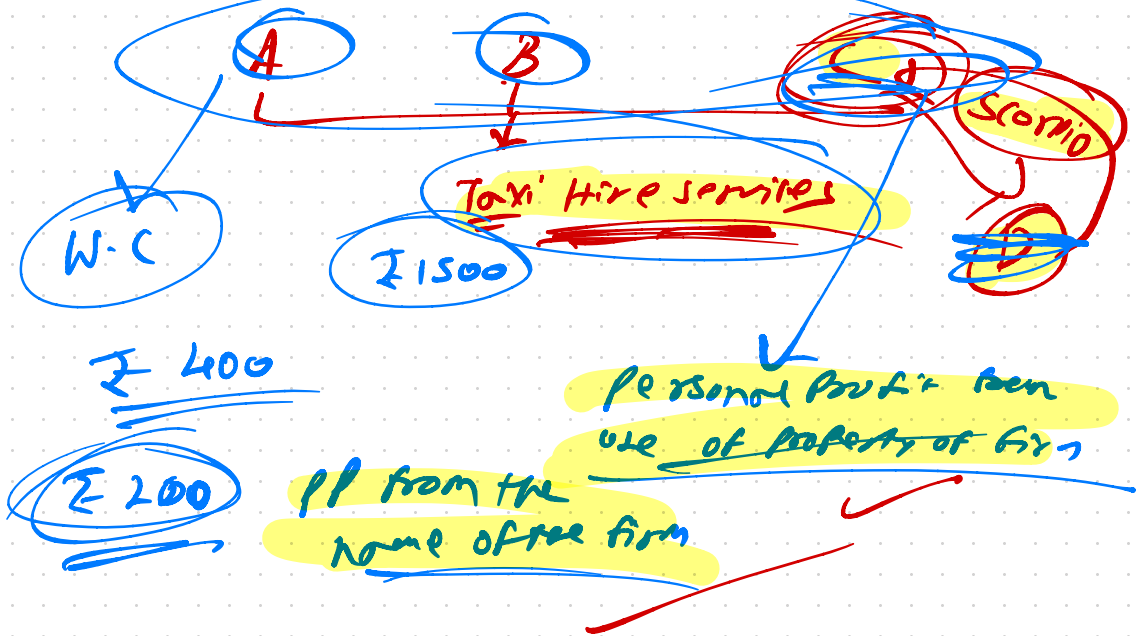 A B C
Scorpio
Taxi Hire services
D
W.C
₹1500
₹ 400
Personal Profit
use of property of firm
₹ 200
PP from the
name of the firm